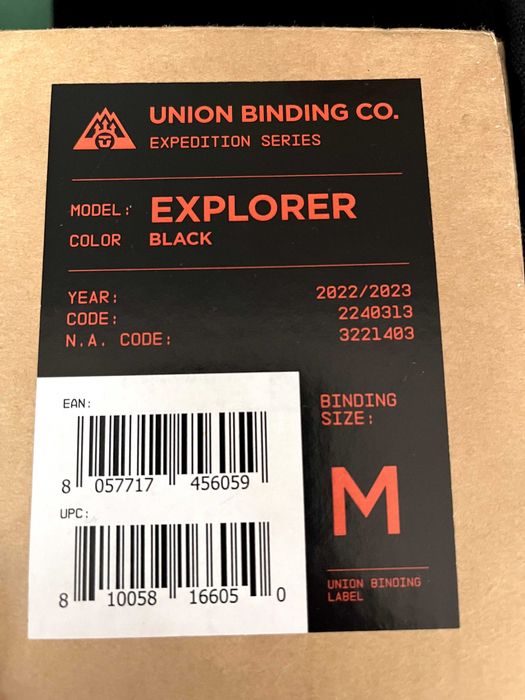 UNION BINDING CO.
EXPEDITION SERIES
MODEL: EXPLORER
COLOR BLACK
YEAR: 2022/2023
CODE: 2240313
N.A. CODE: 3221403
EAN:
8 057717 456059
UPC:
8 10058 16605 0
BINDING
SIZE:
M
UNION BINDING
LABEL